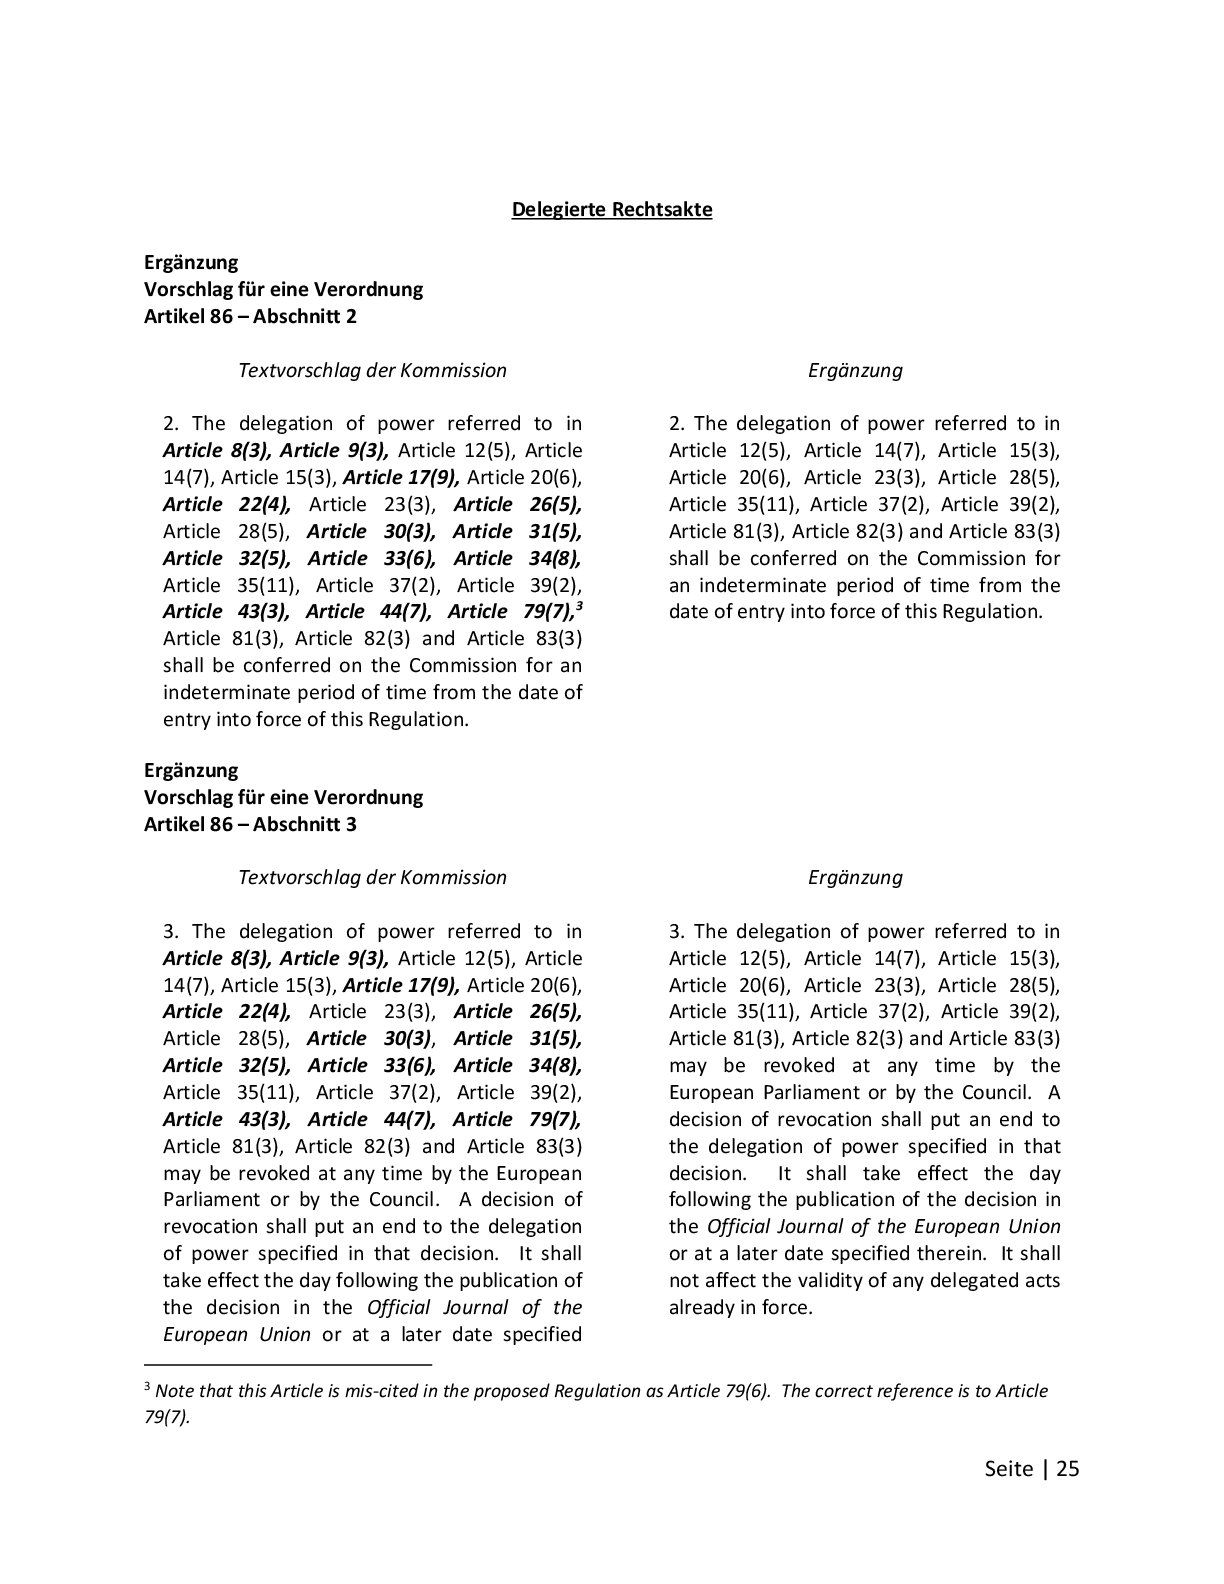 Delegierte Rechtsakte
Ergänzung
Vorschlag für eine Verordnung
Artikel 86 – Abschnitt 2
Textvorschlag der Kommission
2. The delegation of power referred to in
Article 8(3), Article 9(3), Article 12(5), Article
14(7), Article 15(3), Article 17(9), Article 20(6),
Article 22(4), Article 23(3), Article 26(5),
Article 28(5), Article 30(3), Article 31(5),
Article 32(5), Article 33(6), Article 34(8),
Article 35(11), Article 37(2), Article 39(2),
Article 43(3), Article 44(7), Article 79(7),3
Article 81(3), Article 82(3) and Article 83(3)
shall be conferred on the Commission for an
indeterminate period of time from the date of
entry into force of this Regulation.
Ergänzung
2. The delegation of power referred to in
Article 12(5), Article 14(7), Article 15(3),
Article 20(6), Article 23(3), Article 28(5),
Article 35(11), Article 37(2), Article 39(2),
Article 81(3), Article 82(3) and Article 83(3)
shall be conferred on the Commission for
an indeterminate period of time from the
date of entry into force of this Regulation.
Ergänzung
Vorschlag für eine Verordnung
Artikel 86 – Abschnitt 3
Textvorschlag der Kommission
3. The delegation of power referred to in
Article 8(3), Article 9(3), Article 12(5), Article
14(7), Article 15(3), Article 17(9), Article 20(6),
Article 22(4), Article 23(3), Article 26(5),
Article 28(5), Article 30(3), Article 31(5),
Article 32(5), Article 33(6), Article 34(8),
Article 35(11), Article 37(2), Article 39(2),
Article 43(3), Article 44(7), Article 79(7),
Article 81(3), Article 82(3) and Article 83(3)
may be revoked at any time by the European
Parliament or by the Council. A decision of
revocation shall put an end to the delegation
of power specified in that decision. It shall
take effect the day following the publication of
the decision in the Official Journal of the
European Union or at a later date specified
Ergänzung
3. The delegation of power referred to in
Article 12(5), Article 14(7), Article 15(3),
Article 20(6), Article 23(3), Article 28(5),
Article 35(11), Article 37(2), Article 39(2),
Article 81(3), Article 82(3) and Article 83(3)
may be revoked at any time by the
European Parliament or by the Council. A
decision of revocation shall put an end to
the delegation of power specified in that
decision. It shall take effect the day
following the publication of the decision in
the Official Journal of the European Union
or at a later date specified therein. It shall
not affect the validity of any delegated acts
already in force.
3 Note that this Article is mis-cited in the proposed Regulation as Article 79(6). The correct reference is to Article
79(7).
Seite | 25